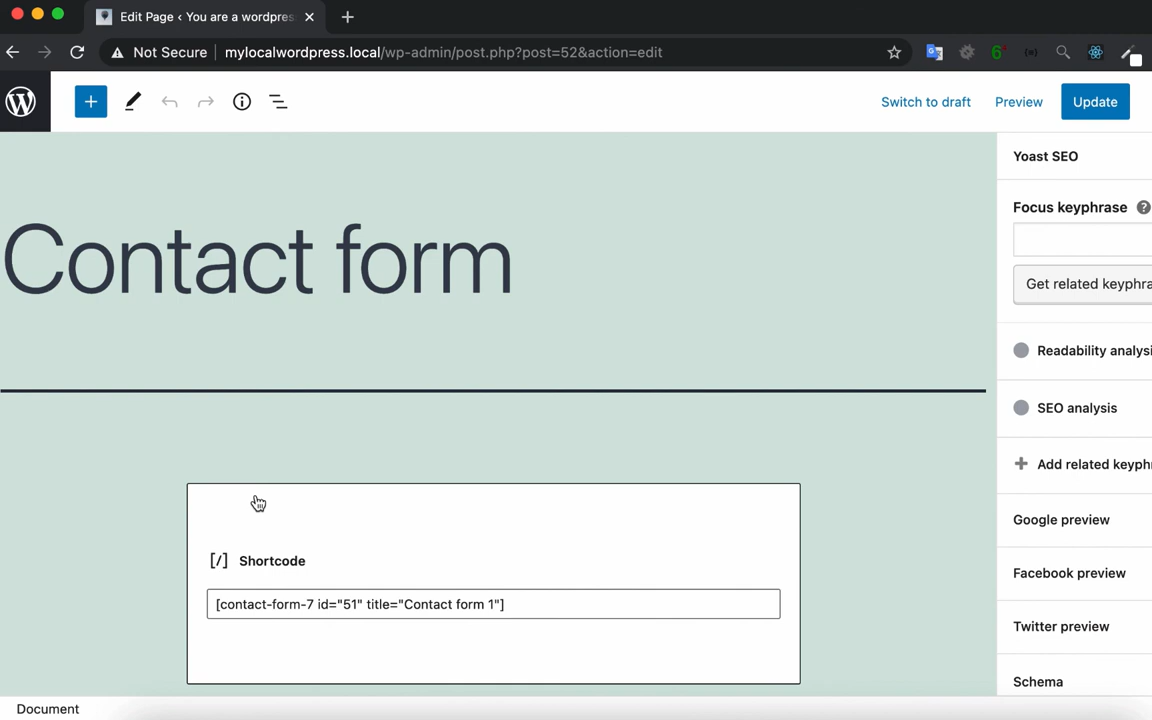 Edit Page ‹ You are a wordpres
Not Secure mylocalwordpress.local/wp-admin/post.php?post=52&action=edit
Switch to draft Preview Update
Yoast SEO
Focus keyphrase
Get related keyphra
Contact form
Readability analysi
SEO analysis
Add related keyph
Google preview
Facebook preview
Twitter preview
Schema
[/] Shortcode
[contact-form-7 id="51" title="Contact form 1"]
Document